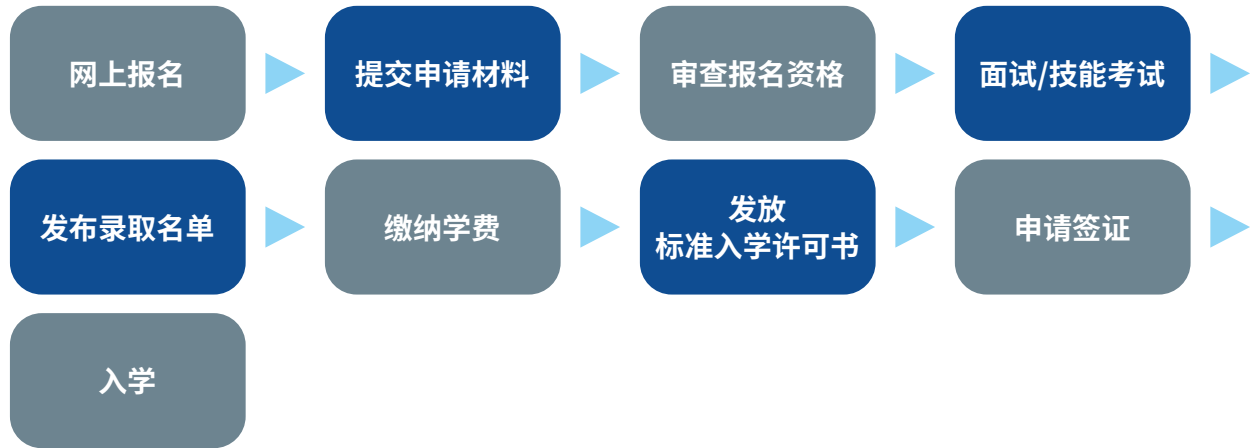 网上报名
提交申请材料
审查报名资格
面试/技能考试
发布录取名单
缴纳学费
发放
标准入学许可书
申请签证
入学